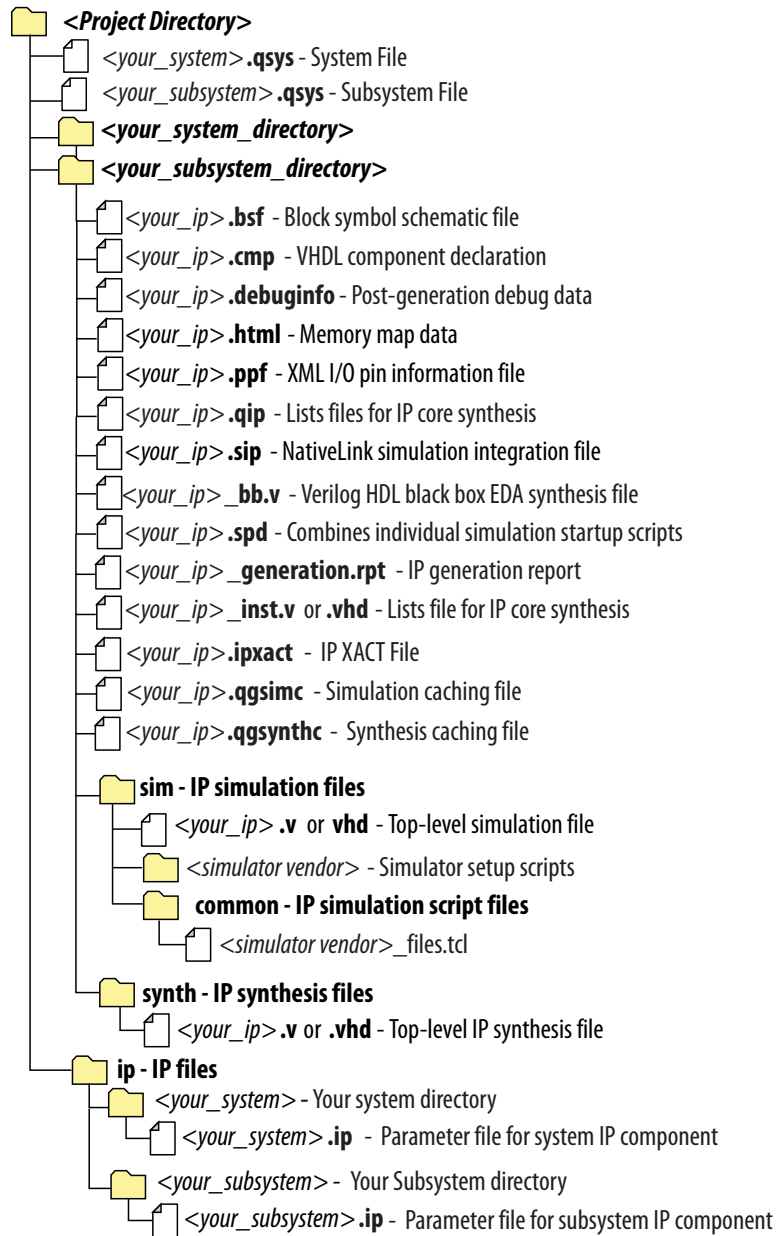 <Project Directory>
<your_system>.qsys - System File
<your_subsystem>.qsys - Subsystem File
<your_system_directory>
<your_subsystem_directory>
<your_ip>.bsf - Block symbol schematic file
<your_ip>.cmp - VHDL component declaration
<your_ip>.debuginfo - Post-generation debug data
<your_ip>.html - Memory map data
<your_ip>.ppf - XML I/O pin information file
<your_ip>.qip - Lists files for IP core synthesis
<your_ip>.sip - NativeLink simulation integration file
<your_ip>_bb.v - Verilog HDL black box EDA synthesis file
<your_ip>.spd - Combines individual simulation startup scripts
<your_ip>_generation.rpt - IP generation report
<your_ip>_inst.v or .vhd - Lists file for IP core synthesis
<your_ip>.ipxact - IP XACT File
<your_ip>.qgsimc - Simulation caching file
<your_ip>.qgsynthc - Synthesis caching file
sim - IP simulation files
<your_ip>.v or vhd - Top-level simulation file
<simulator vendor> - Simulator setup scripts
common - IP simulation script files
<simulator vendor>_files.tcl
synth - IP synthesis files
<your_ip>.v or .vhd - Top-level IP synthesis file
ip - IP files
<your_system> - Your system directory
<your_system>.ip - Parameter file for system IP component
<your_subsystem> - Your Subsystem directory
<your_subsystem>.ip - Parameter file for subsystem IP component